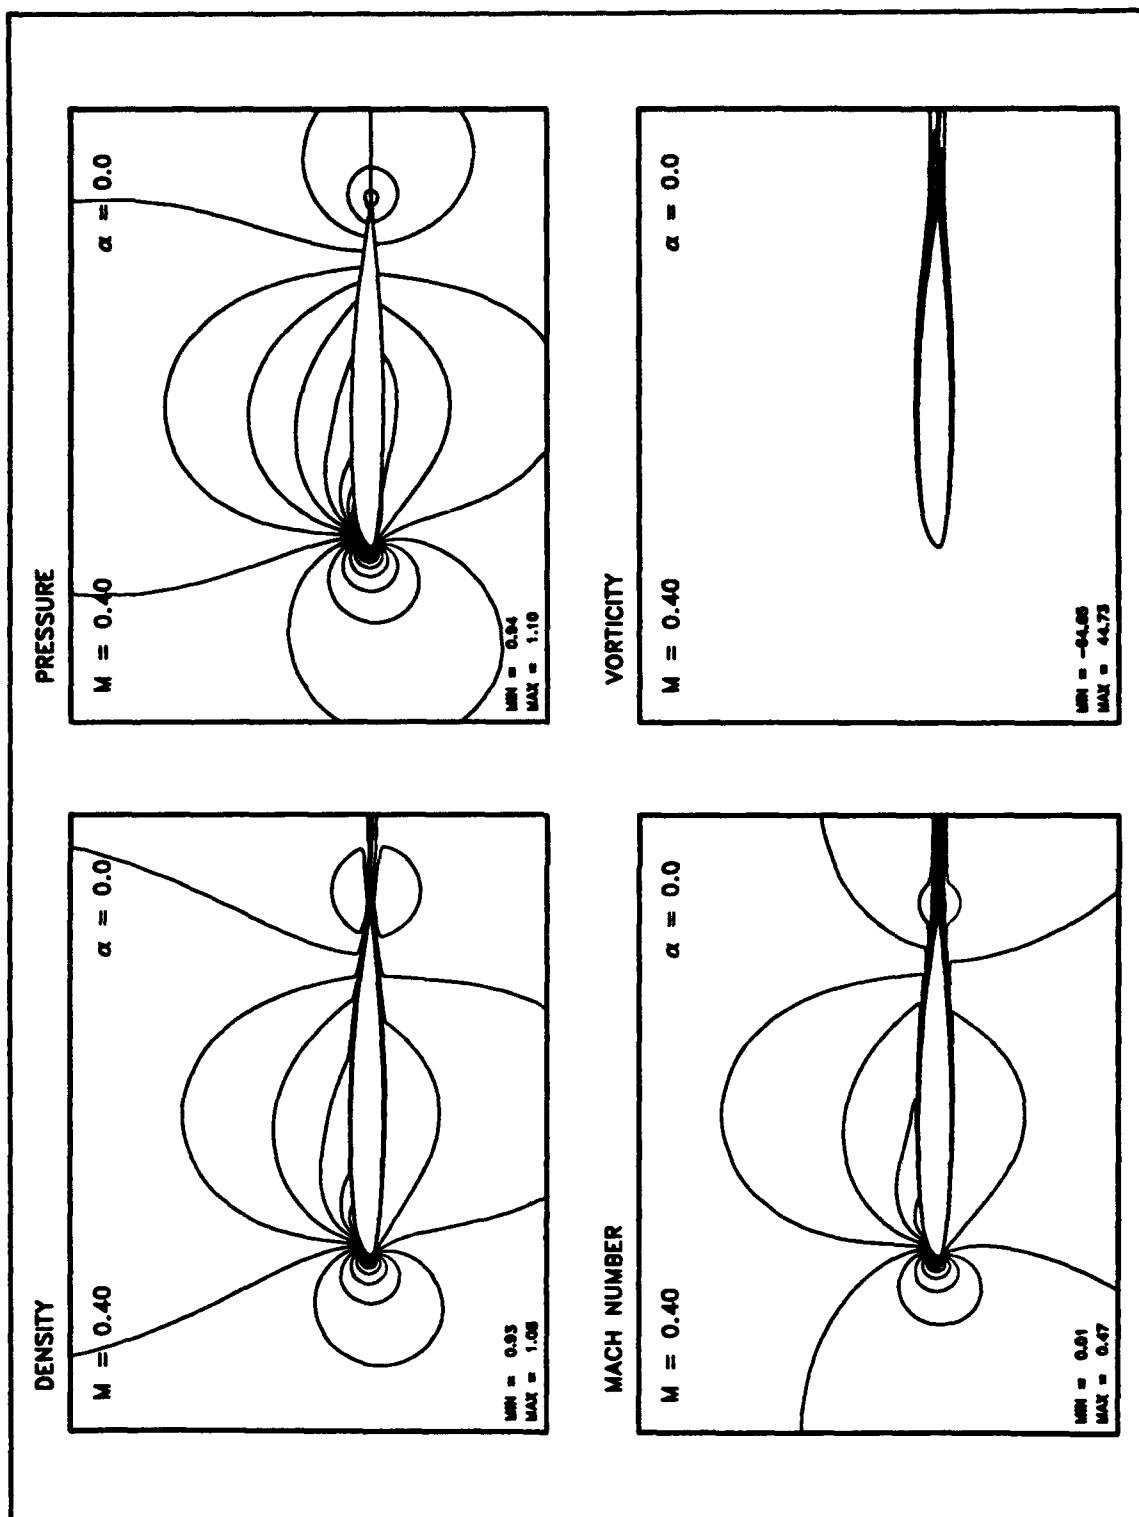 DENSITY
M = 0.40
α = 0.0
MIN = 0.93
MAX = 1.08
PRESSURE
M = 0.40
α = 0.0
MIN = 0.94
MAX = 1.10
MACH NUMBER
M = 0.40
α = 0.0
MIN = 0.01
MAX = 0.47
VORTICITY
M = 0.40
α = 0.0
MAX = 44.73